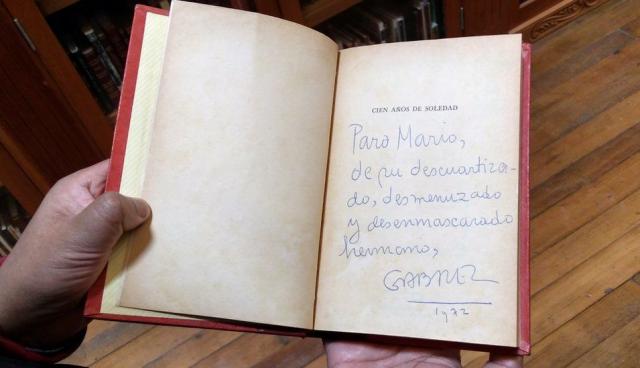 CIEN AÑOS DE SOLEDAD
Para Mario,
de su descuartiza-
do, desmenuzado
y desenmascarado
hermano,
GABRIEL
1972